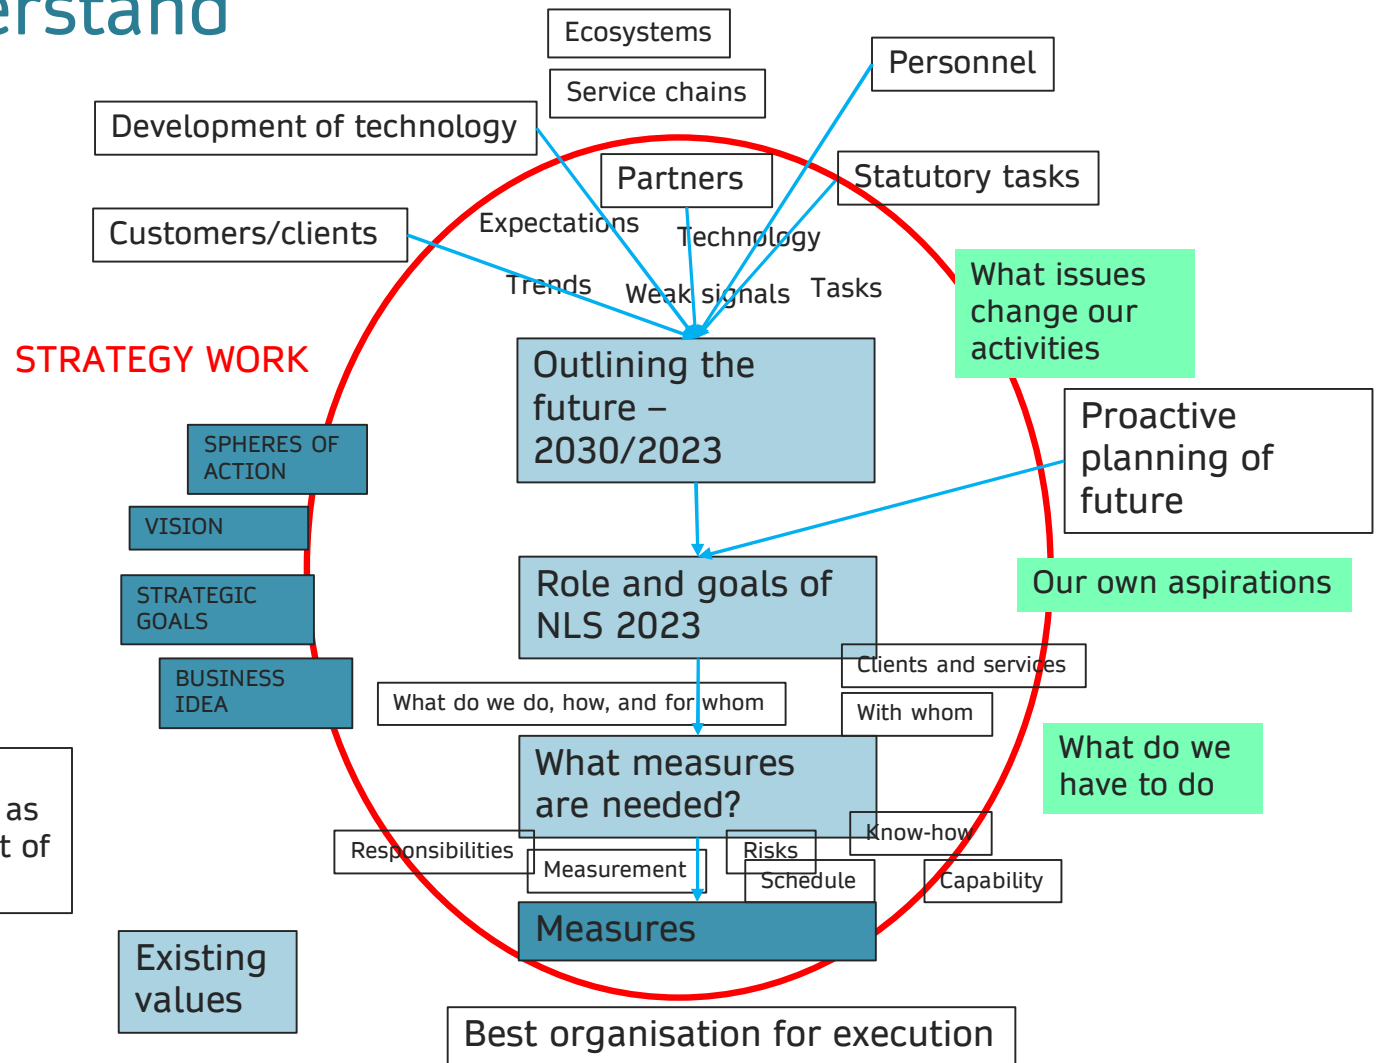 erstand
Ecosystems
Personnel
Service chains
Development of technology
Partners
Statutory tasks
Customers/clients
Expectations
Technology
Trends
Weak signals
Tasks
What issues
change our
activities
STRATEGY WORK
Outlining the
future –
2030/2023
Proactive
planning of
future
SPHERES OF
ACTION
VISION
STRATEGIC
GOALS
BUSINESS
IDEA
Role and goals of
NLS 2023
Our own aspirations
Clients and services
What do we do, how, and for whom
With whom
What measures
are needed?
What do we
have to do
as
t of
Know-how
Responsibilities
Measurement
Risks
Schedule
Capability
Measures
Existing
values
Best organisation for execution